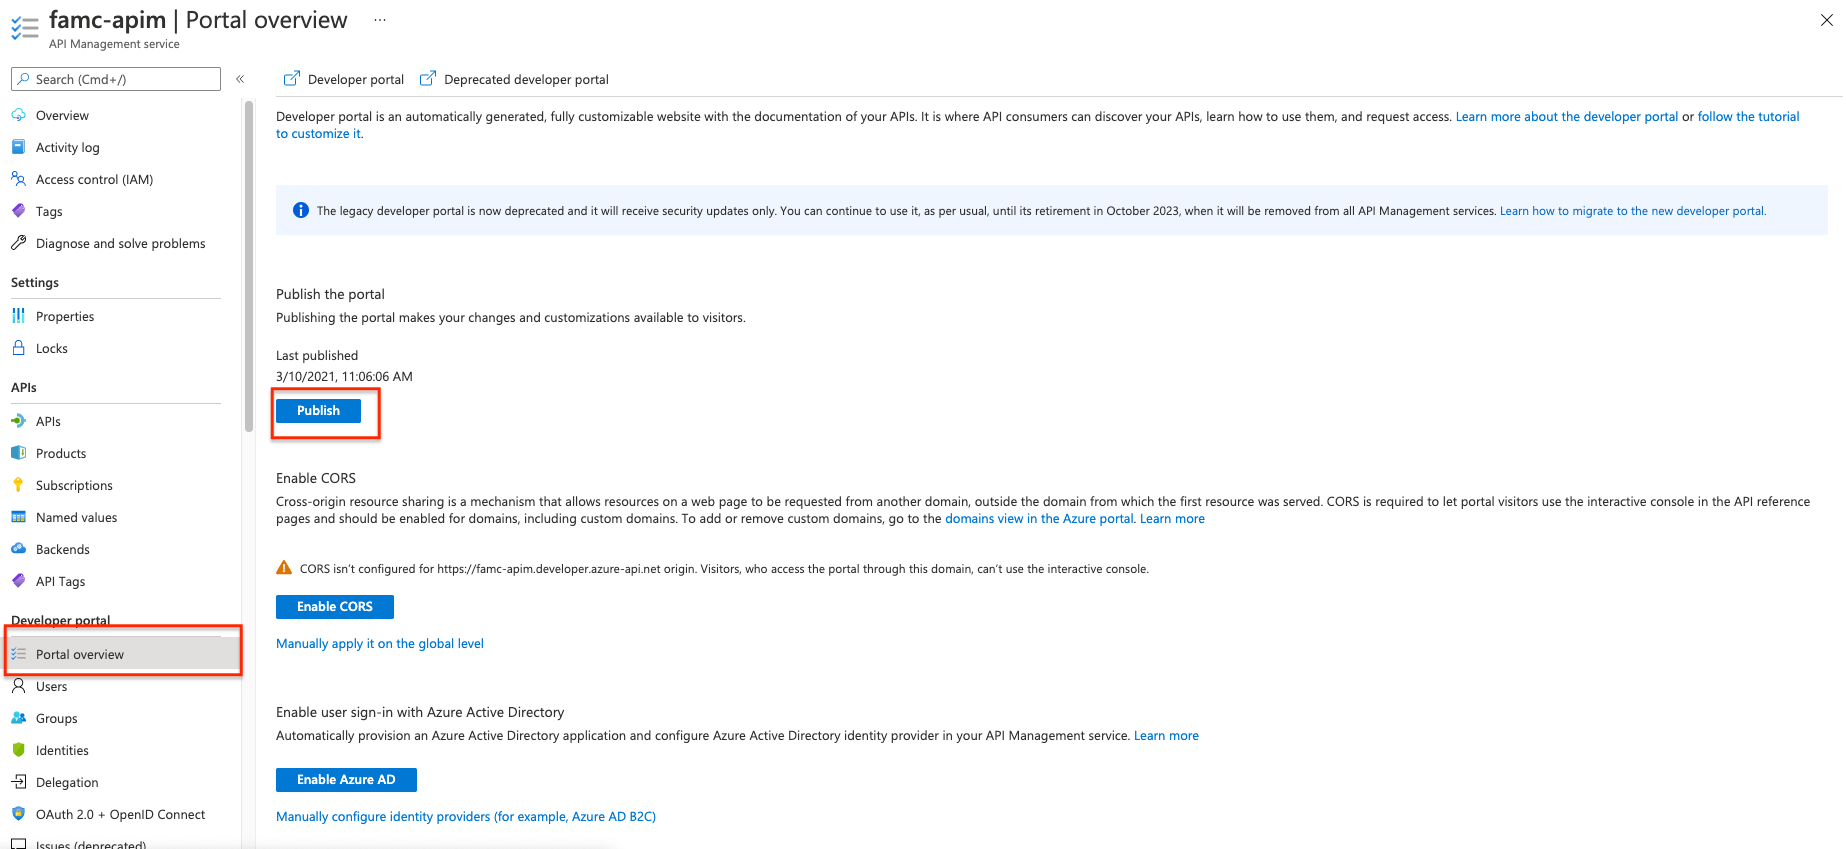 famc-apim | Portal overview ...
API Management service
Search (Cmd+/)
«
Overview
Activity log
Access control (IAM)
Tags
Diagnose and solve problems
Settings
Properties
Locks
APIs
APIs
Products
Subscriptions
Named values
Backends
API Tags
Developer portal
Portal overview
Users
Groups
Identities
Delegation
OAuth 2.0 + OpenID Connect
Issues (deprecated)
Developer portal
Deprecated developer portal
Developer portal is an automatically generated, fully customizable website with the documentation of your APIs. It is where API consumers can discover your APIs, learn how to use them, and request access. Learn more about the developer portal or follow the tutorial
to customize it.
The legacy developer portal is now deprecated and it will receive security updates only. You can continue to use it, as per usual, until its retirement in October 2023, when it will be removed from all API Management services. Learn how to migrate to the new developer portal.
Publish the portal
Publishing the portal makes your changes and customizations available to visitors.
Last published
3/10/2021, 11:06:06 AM
Publish
Enable CORS
Cross-origin resource sharing is a mechanism that allows resources on a web page to be requested from another domain, outside the domain from which the first resource was served. CORS is required to let portal visitors use the interactive console in the API reference
pages and should be enabled for domains, including custom domains. To add or remove custom domains, go to the domains view in the Azure portal. Learn more
CORS isn't configured for https://famc-apim.developer.azure-api.net origin. Visitors, who access the portal through this domain, can't use the interactive console.
Enable CORS
Manually apply it on the global level
Enable user sign-in with Azure Active Directory
Automatically provision an Azure Active Directory application and configure Azure Active Directory identity provider in your API Management service. Learn more
Enable Azure AD
Manually configure identity providers (for example, Azure AD B2C)